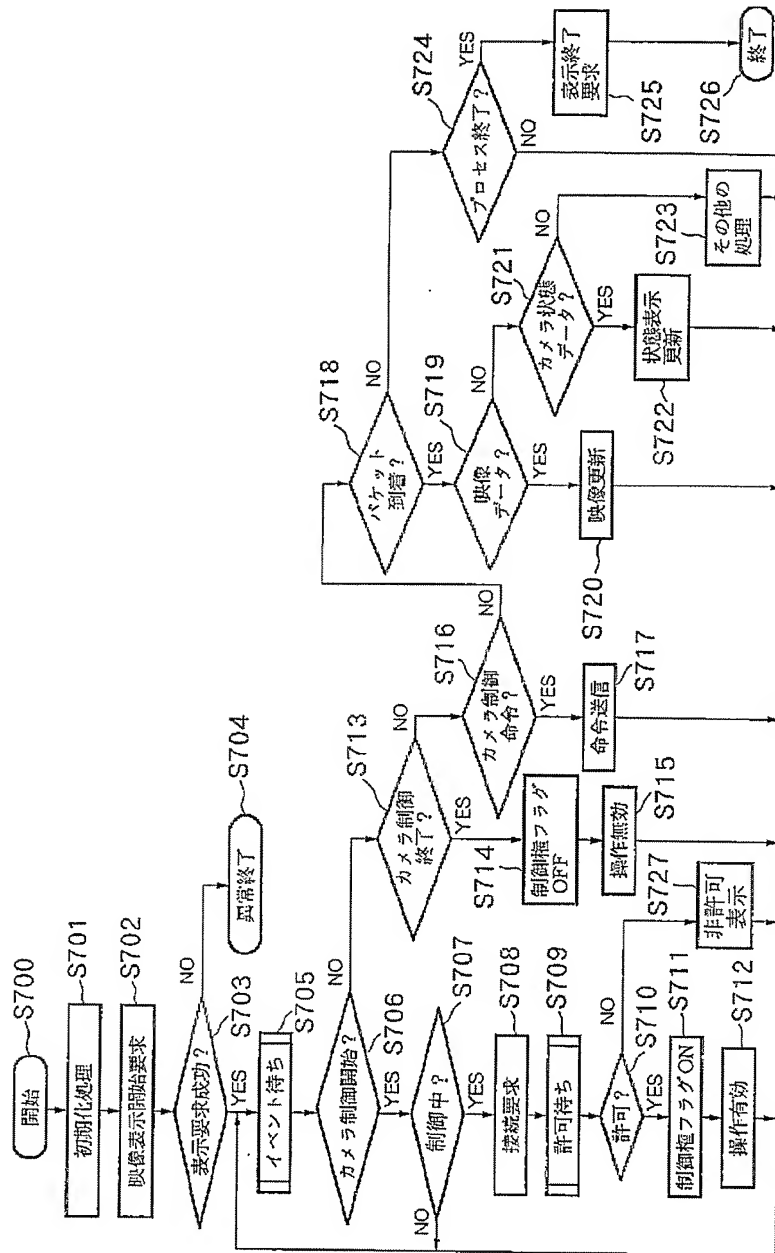 S700
開始
S701
初期化処理
S702
映像表示開始要求
S703
表示要求成功?
NO
S704
異常終了
YES
S705
イベント待ち
S706
カメラ制御開始?
NO
YES
S707
制御中?
NO
YES
S708
接続要求
S709
許可待ち
S710
許可?
NO
YES
S711
制御権フラグON
S712
操作有効
S727
非許可
表示
S713
カメラ制御
終了?
NO
YES
S714
制御権フラグ
OFF
S715
操作無効
S716
カメラ制御
命令?
NO
YES
S717
命令送信
S718
パケット
到着?
NO
YES
S719
映像
データ?
NO
YES
S720
映像更新
S721
カメラ状態
データ?
NO
YES
S722
状態表示
更新
S723
その他の
処理
S724
プロセス終了?
YES
NO
S725
表示終了
要求
S726
終了